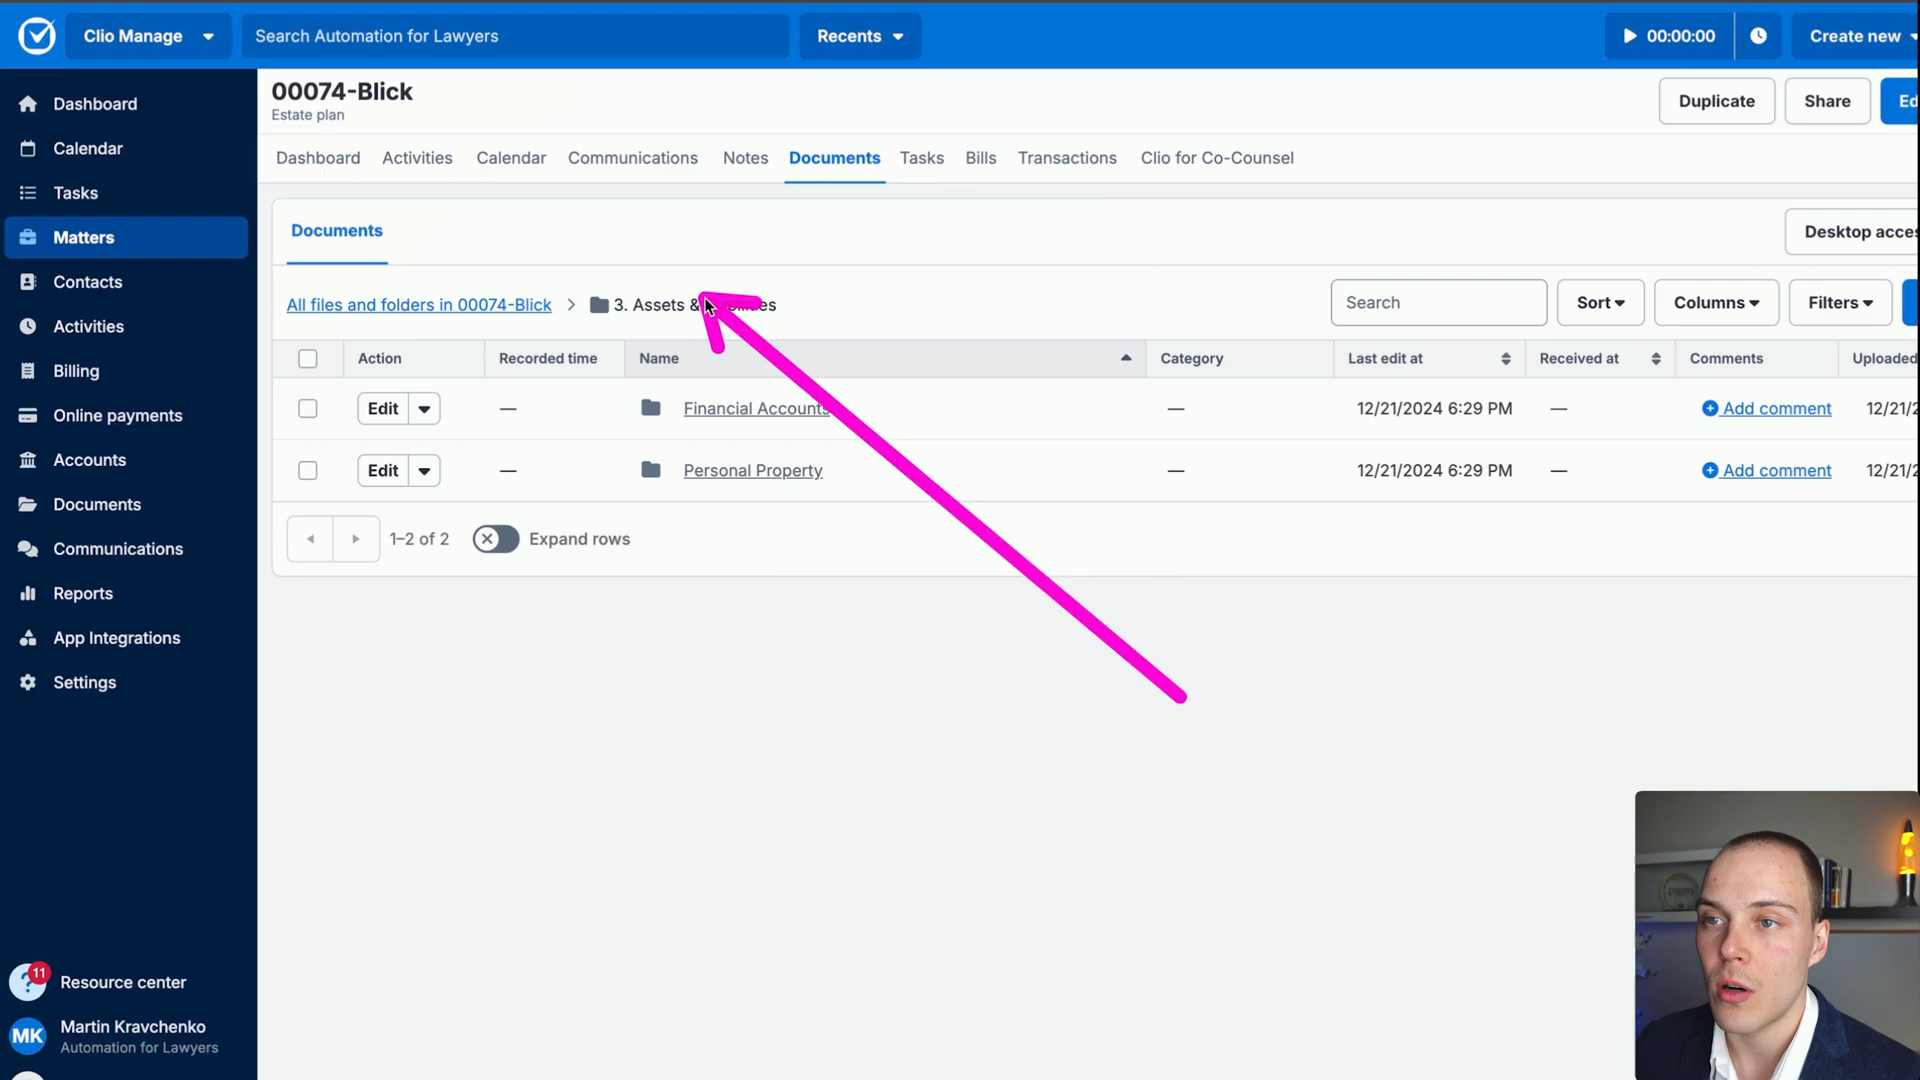 Clio Manage
Search Automation for Lawyers
Recents
00:00:00
Create new
Dashboard
Calendar
Tasks
Matters
Contacts
Activities
Billing
Online payments
Accounts
Documents
Communications
Reports
App Integrations
Settings
11
Resource center
MK
Martin Kravchenko
Automation for Lawyers
00074-Blick
Estate plan
Duplicate
Share
Dashboard Activities Calendar Communications Notes Documents Tasks Bills Transactions Clio for Co-Counsel
Documents
Desktop
All files and folders in 00074-Blick > 3. Assets &
Search
Sort
Columns
Filters
Action Recorded time Name Category Last edit at Received at Comments Uploaded
Edit — Financial Accounts — 12/21/2024 6:29 PM — Add comment
Edit — Personal Property — 12/21/2024 6:29 PM — Add comment
1–2 of 2 Expand rows